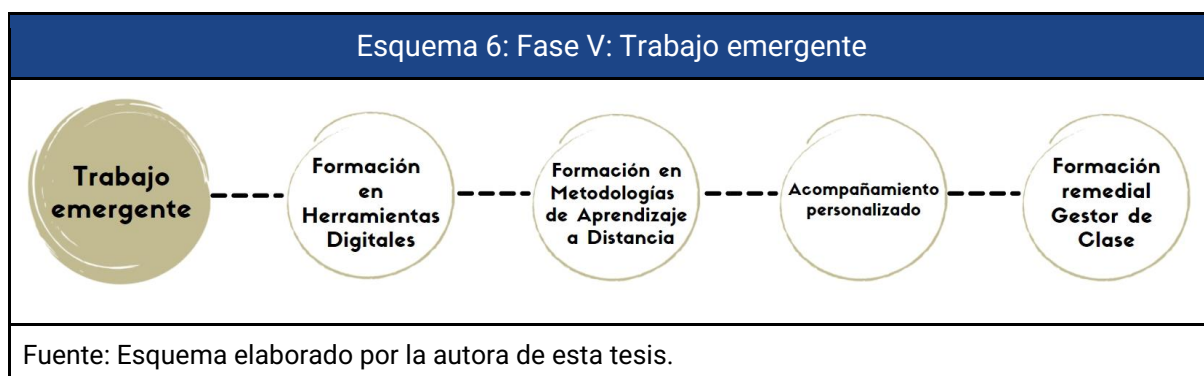 Esquema 6: Fase V: Trabajo emergente
Trabajo
emergente
Formación
en
Herramientas
Digitales
Formación en
Metodologías
de Aprendizaje
a Distancia
Acompañamiento
personalizado
Formación
remedial
Gestor de
Clase
Fuente: Esquema elaborado por la autora de esta tesis.